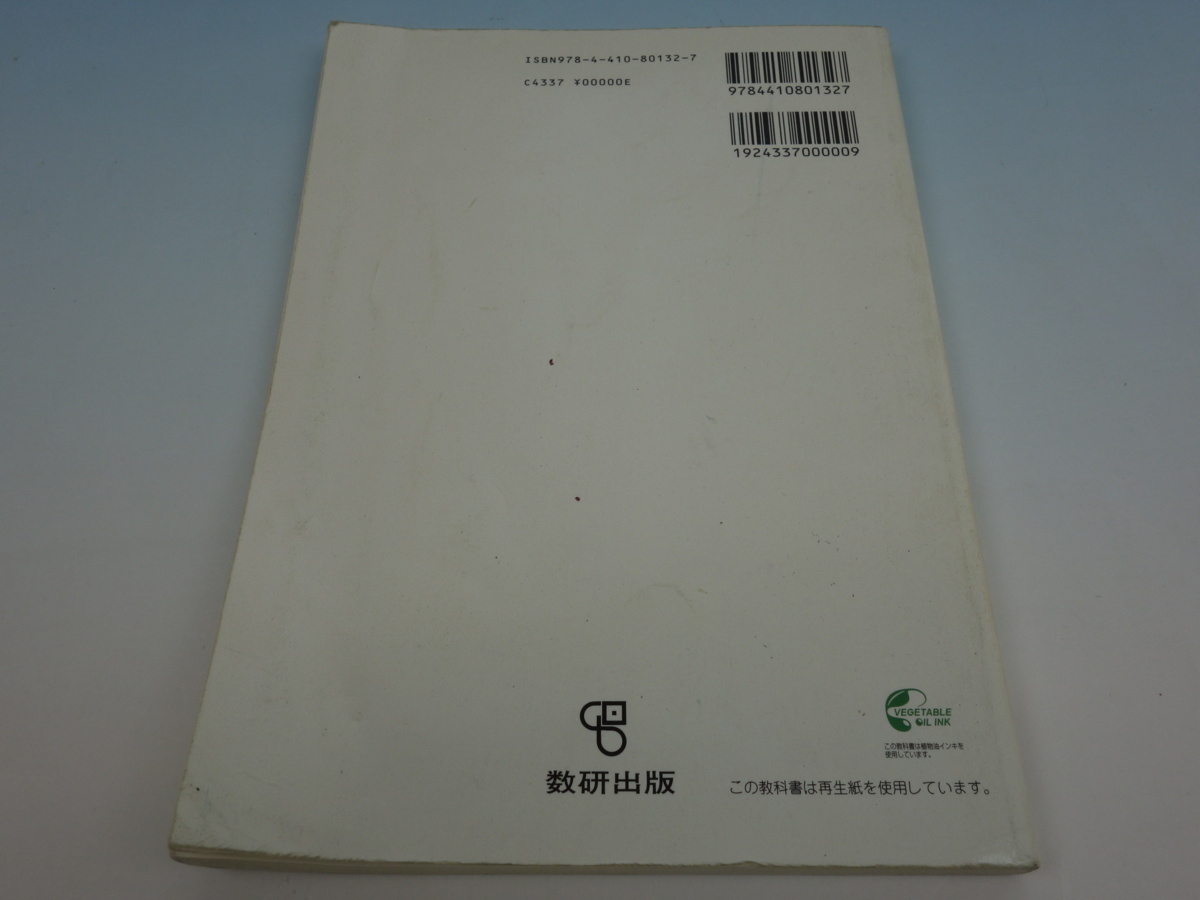 ISBN978-4-410-80132-7
C4337 ¥00000E
9784410801327
1924337000009
VEGETABLE
OIL INK
この教科書は植物油インキを
使用しています。
数研出版
この教科書は再生紙を使用しています。